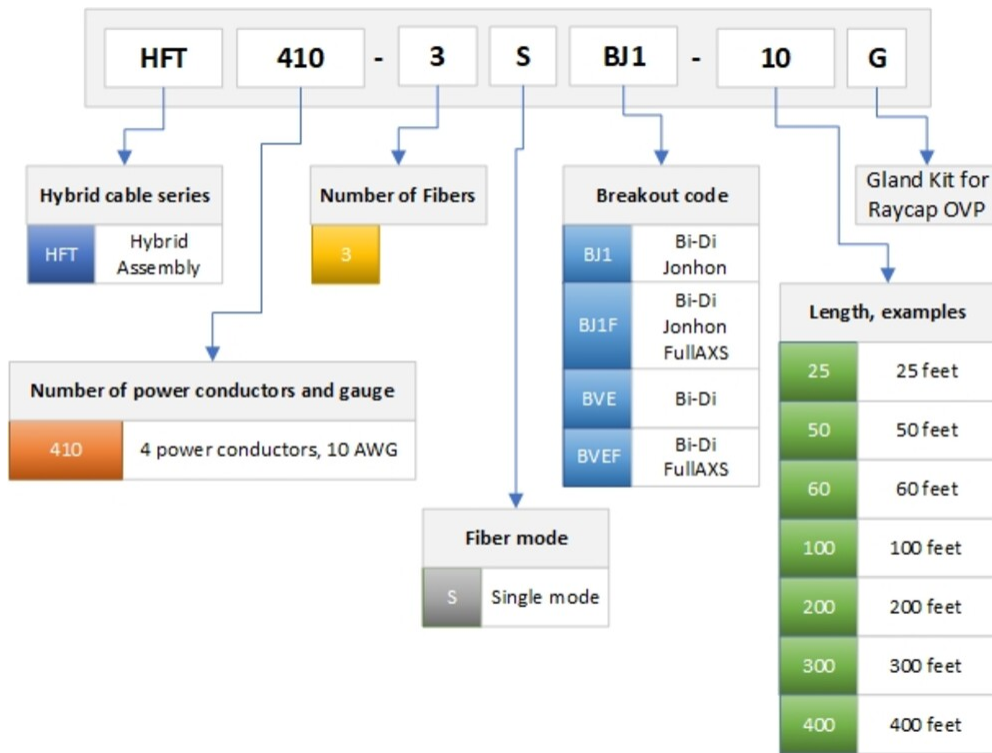 HFT 410 - 3 S BJ1 - 10 G
Hybrid cable series
HFT Hybrid
Assembly
Number of Fibers
3
Breakout code
BJ1 Bi-Di
Jonhon
BJ1F Bi-Di
Jonhon
FullAXS
BVE Bi-Di
BVEF Bi-Di
FullAXS
Gland Kit for
Raycap OVP
Number of power conductors and gauge
410 4 power conductors, 10 AWG
Fiber mode
S Single mode
Length, examples
25 25 feet
50 50 feet
60 60 feet
100 100 feet
200 200 feet
300 300 feet
400 400 feet